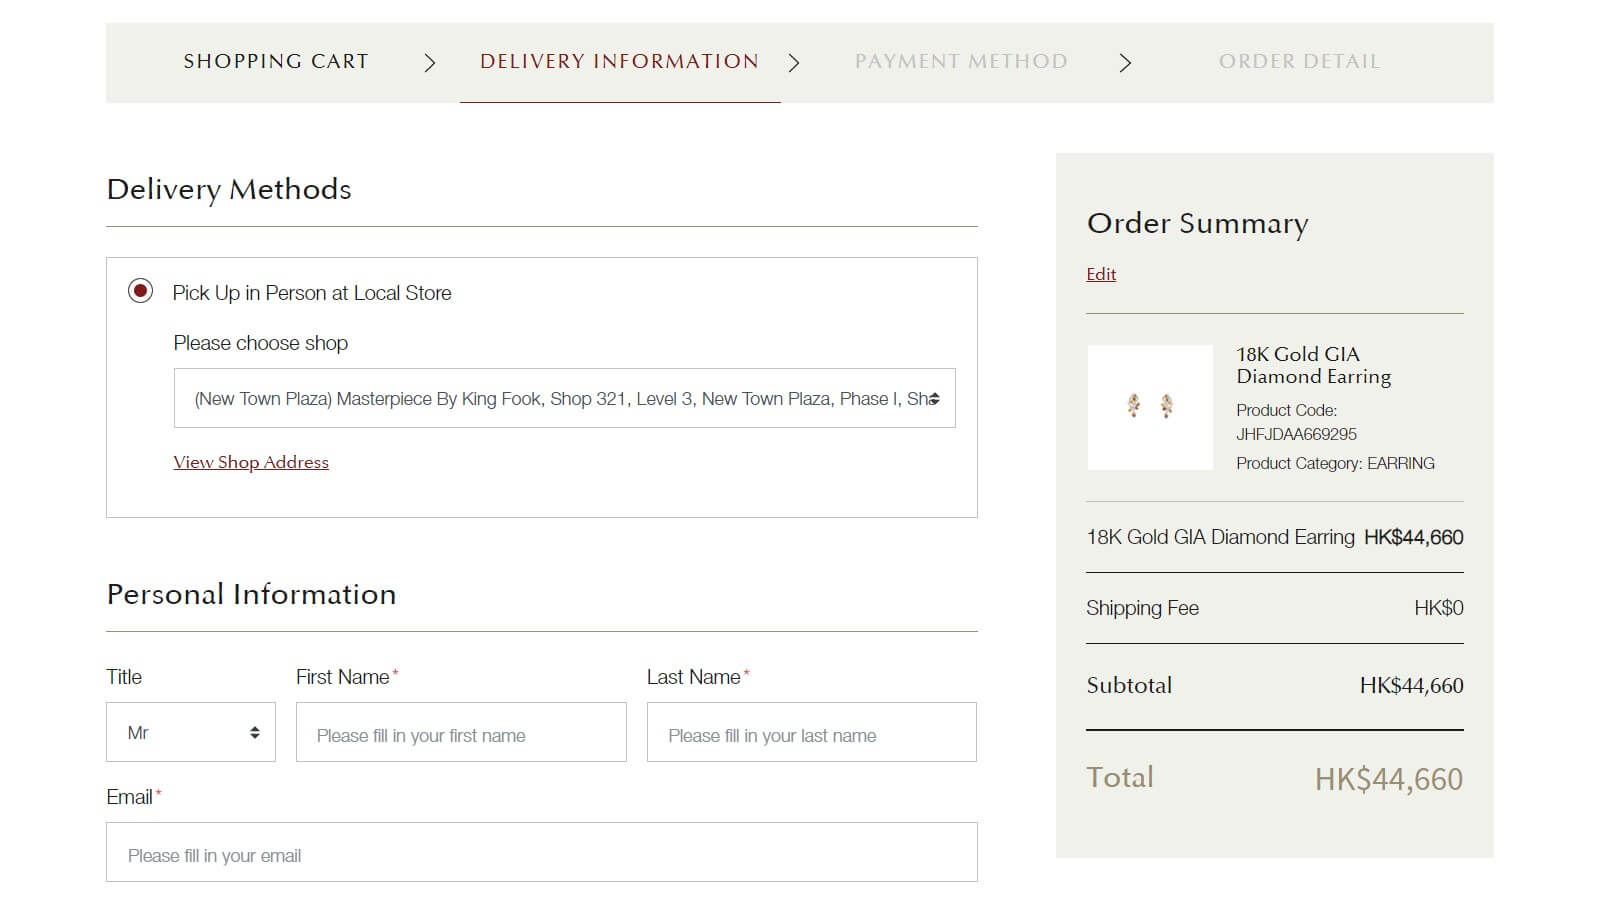 SHOPPING CART
DELIVERY INFORMATION
PAYMENT METHOD
ORDER DETAIL
Delivery Methods
Pick Up in Person at Local Store
Please choose shop
(New Town Plaza) Masterpiece By King Fook, Shop 321, Level 3, New Town Plaza, Phase I, Sha
View Shop Address
Personal Information
Title
First Name*
Last Name*
Mr
Please fill in your first name
Please fill in your last name
Email*
Please fill in your email
Order Summary
Edit
18K Gold GIA
Diamond Earring
Product Code:
JHFJDAA669295
Product Category: EARRING
18K Gold GIA Diamond Earring HK$44,660
Shipping Fee HK$0
Subtotal HK$44,660
Total HK$44,660